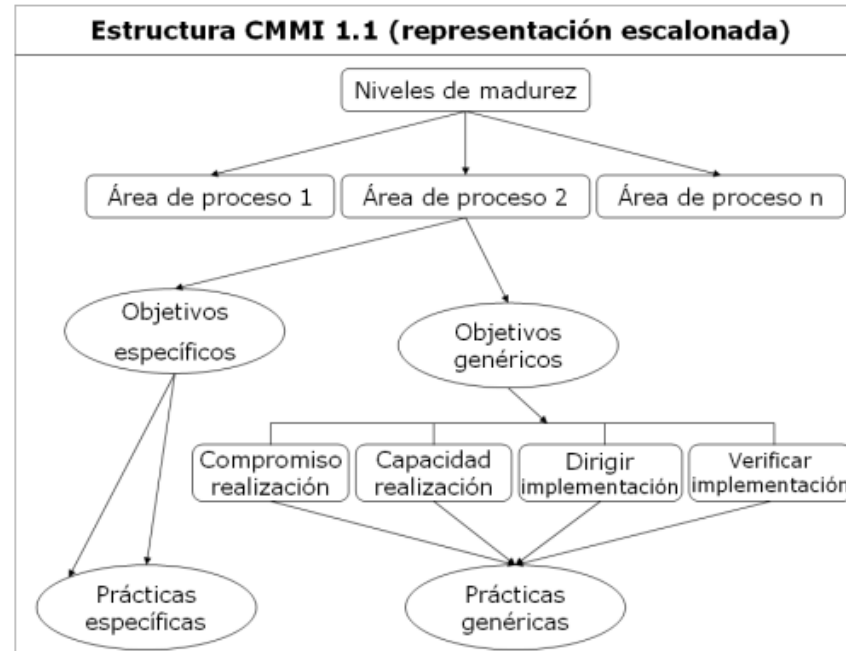 Estructura CMMI 1.1 (representación escalonada)
Niveles de madurez
Área de proceso 1
Área de proceso 2
Área de proceso n
Objetivos
específicos
Objetivos
genéricos
Compromiso
realización
Capacidad
realización
Dirigir
implementación
Verificar
implementación
Prácticas
específicas
Prácticas
genéricas